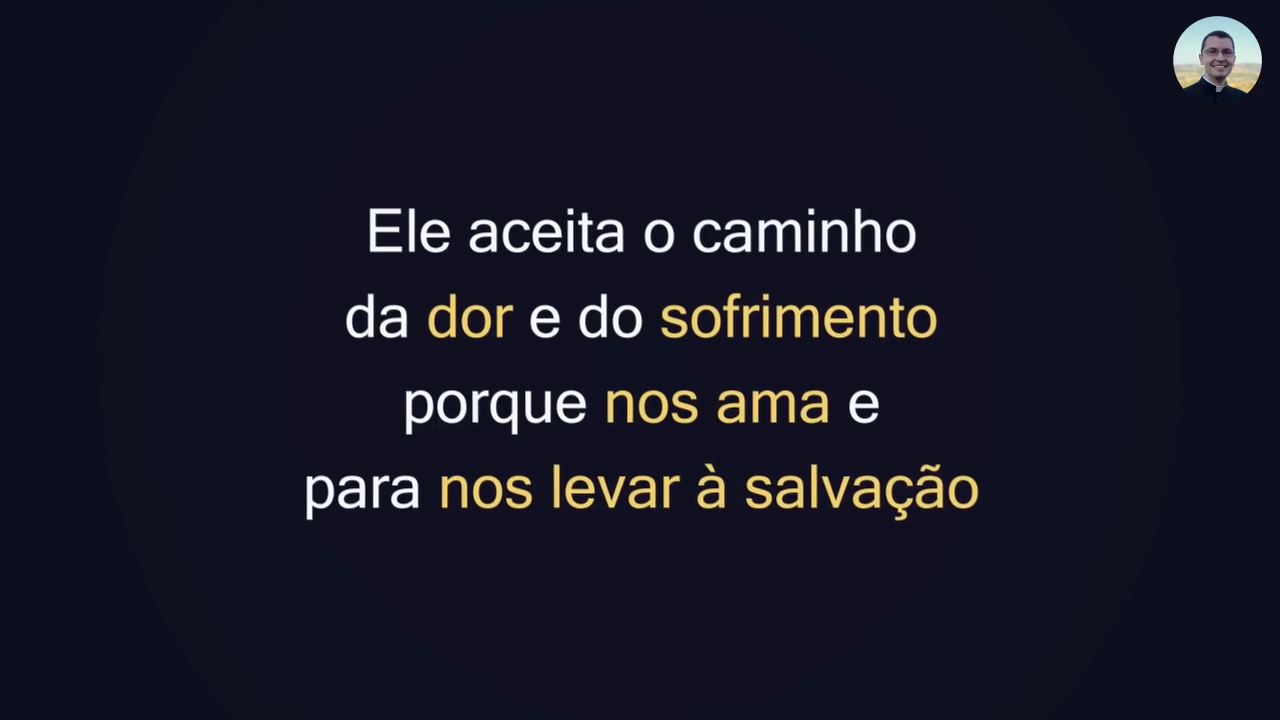 Ele aceita o caminho
da dor e do sofrimento
porque nos ama e
para nos levar à salvação